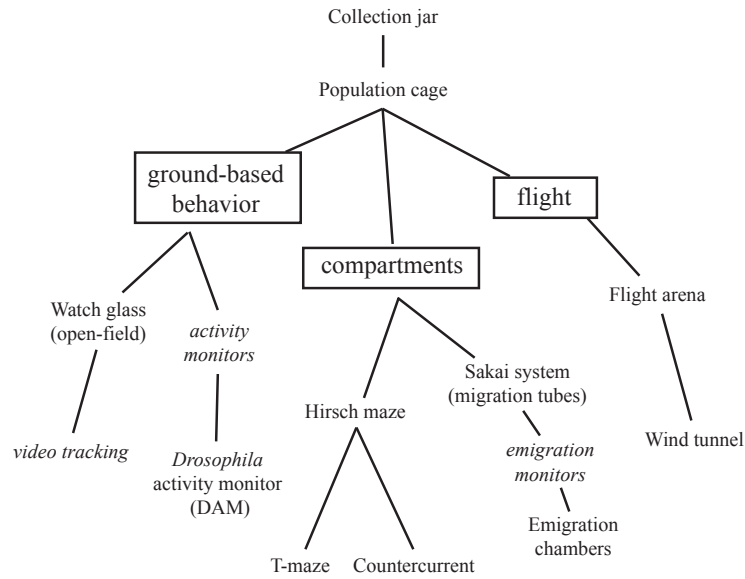 Collection jar
Population cage
ground-based
behavior
flight
compartments
Watch glass
(open-field)
activity
monitors
Flight arena
Sakai system
(migration tubes)
Hirsch maze
video tracking
Drosophila
activity monitor
(DAM)
emigration
monitors
Wind tunnel
Emigration
chambers
T-maze
Countercurrent